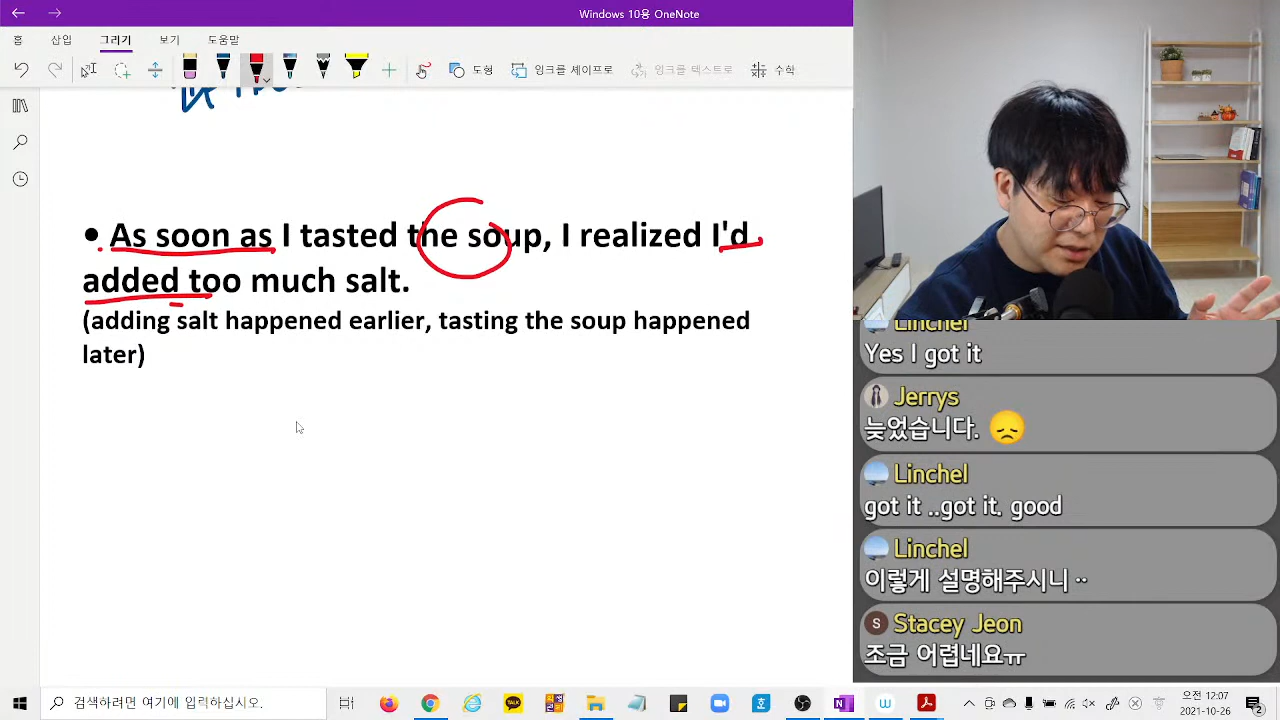 Windows 10용 OneNote
홈 삽입 그리기 보기 도움말
도형 잉크를 셰이프로 잉크를 텍스트로 수학
• As soon as I tasted the soup, I realized I'd
added too much salt.
(adding salt happened earlier, tasting the soup happened
later)
Linchel
Yes I got it
Jerrys
늦었습니다. 😞
Linchel
got it ..got it. good
Linchel
이렇게 설명해주시니 ··
S Stacey Jeon
조금 어렵네요ㅠ
검색하려면 여기에 입력하십시오.
TALK
오전 12:07
2021-10-26
2